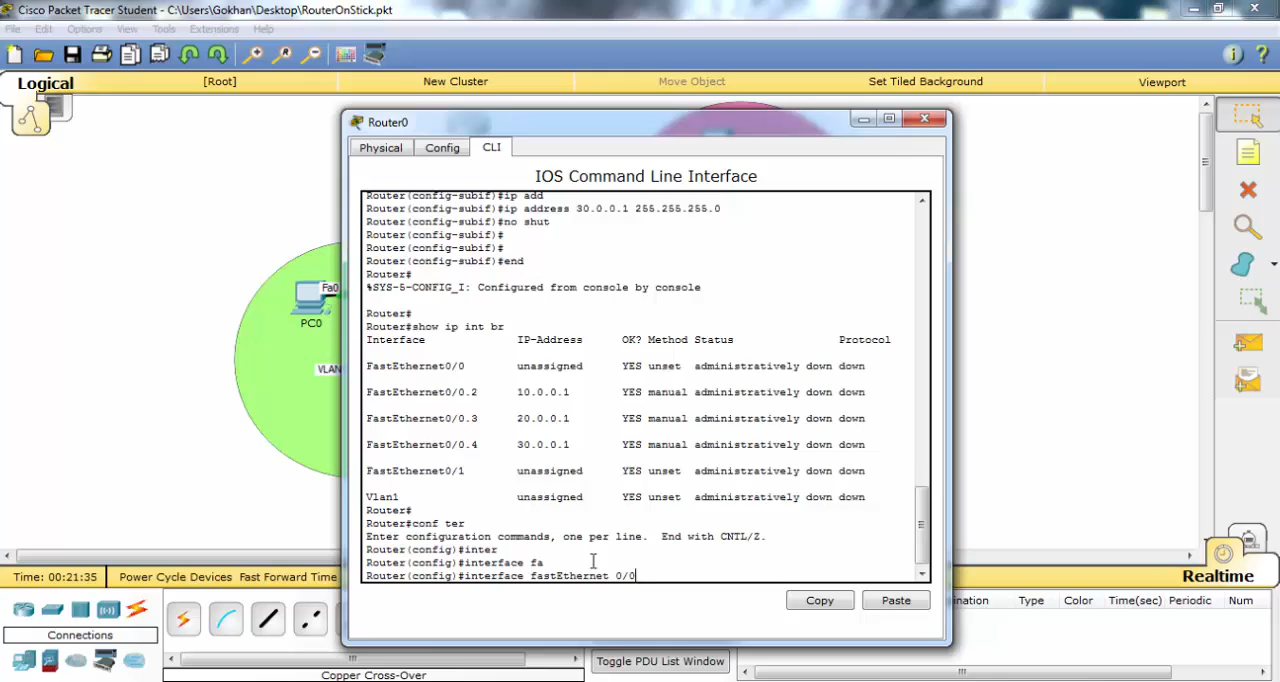 Cisco Packet Tracer Student - C:\Users\Gokhan\Desktop\RouterOnStick.pkt
File Edit Options View Tools Extensions Help
Logical [Root] New Cluster Move Object Set Tiled Background Viewport
Router0
Physical Config CLI
IOS Command Line Interface
Router(config-subif)#ip add
Router(config-subif)#ip address 30.0.0.1 255.255.255.0
Router(config-subif)#no shut
Router(config-subif)#
Router(config-subif)#
Router(config-subif)#end
Router#
%SYS-5-CONFIG_I: Configured from console by console
Router#
Router#show ip int br
Interface IP-Address OK? Method Status Protocol
FastEthernet0/0 unassigned YES unset administratively down down
FastEthernet0/0.2 10.0.0.1 YES manual administratively down down
FastEthernet0/0.3 20.0.0.1 YES manual administratively down down
FastEthernet0/0.4 30.0.0.1 YES manual administratively down down
FastEthernet0/1 unassigned YES unset administratively down down
Vlan1 unassigned YES unset administratively down down
Router#
Router#conf ter
Enter configuration commands, one per line. End with CNTL/Z.
Router(config)#inter
Router(config)#interface fa
Router(config)#interface fastEthernet 0/0
Copy Paste
Fa0
PC0
VLAN
Time: 00:21:35 Power Cycle Devices Fast Forward Time
Realtime
Connections
Copper Cross-Over
Toggle PDU List Window
ination Type Color Time(sec) Periodic Num